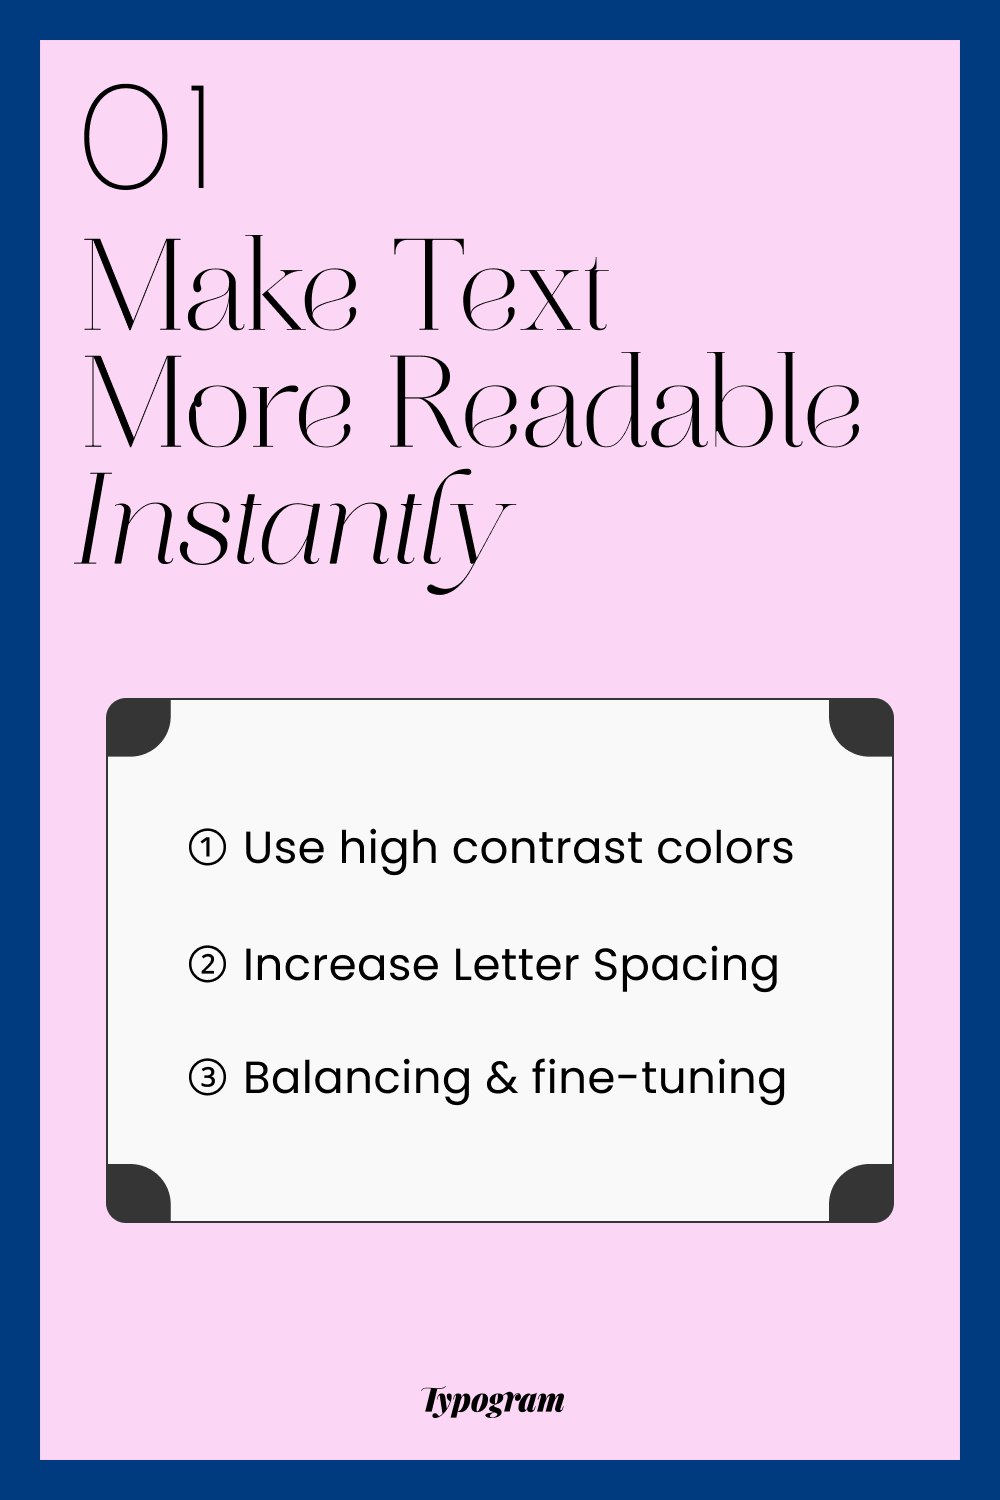 01
Make Text
More Readable
Instantly
① Use high contrast colors
② Increase Letter Spacing
③ Balancing & fine-tuning
Typogram